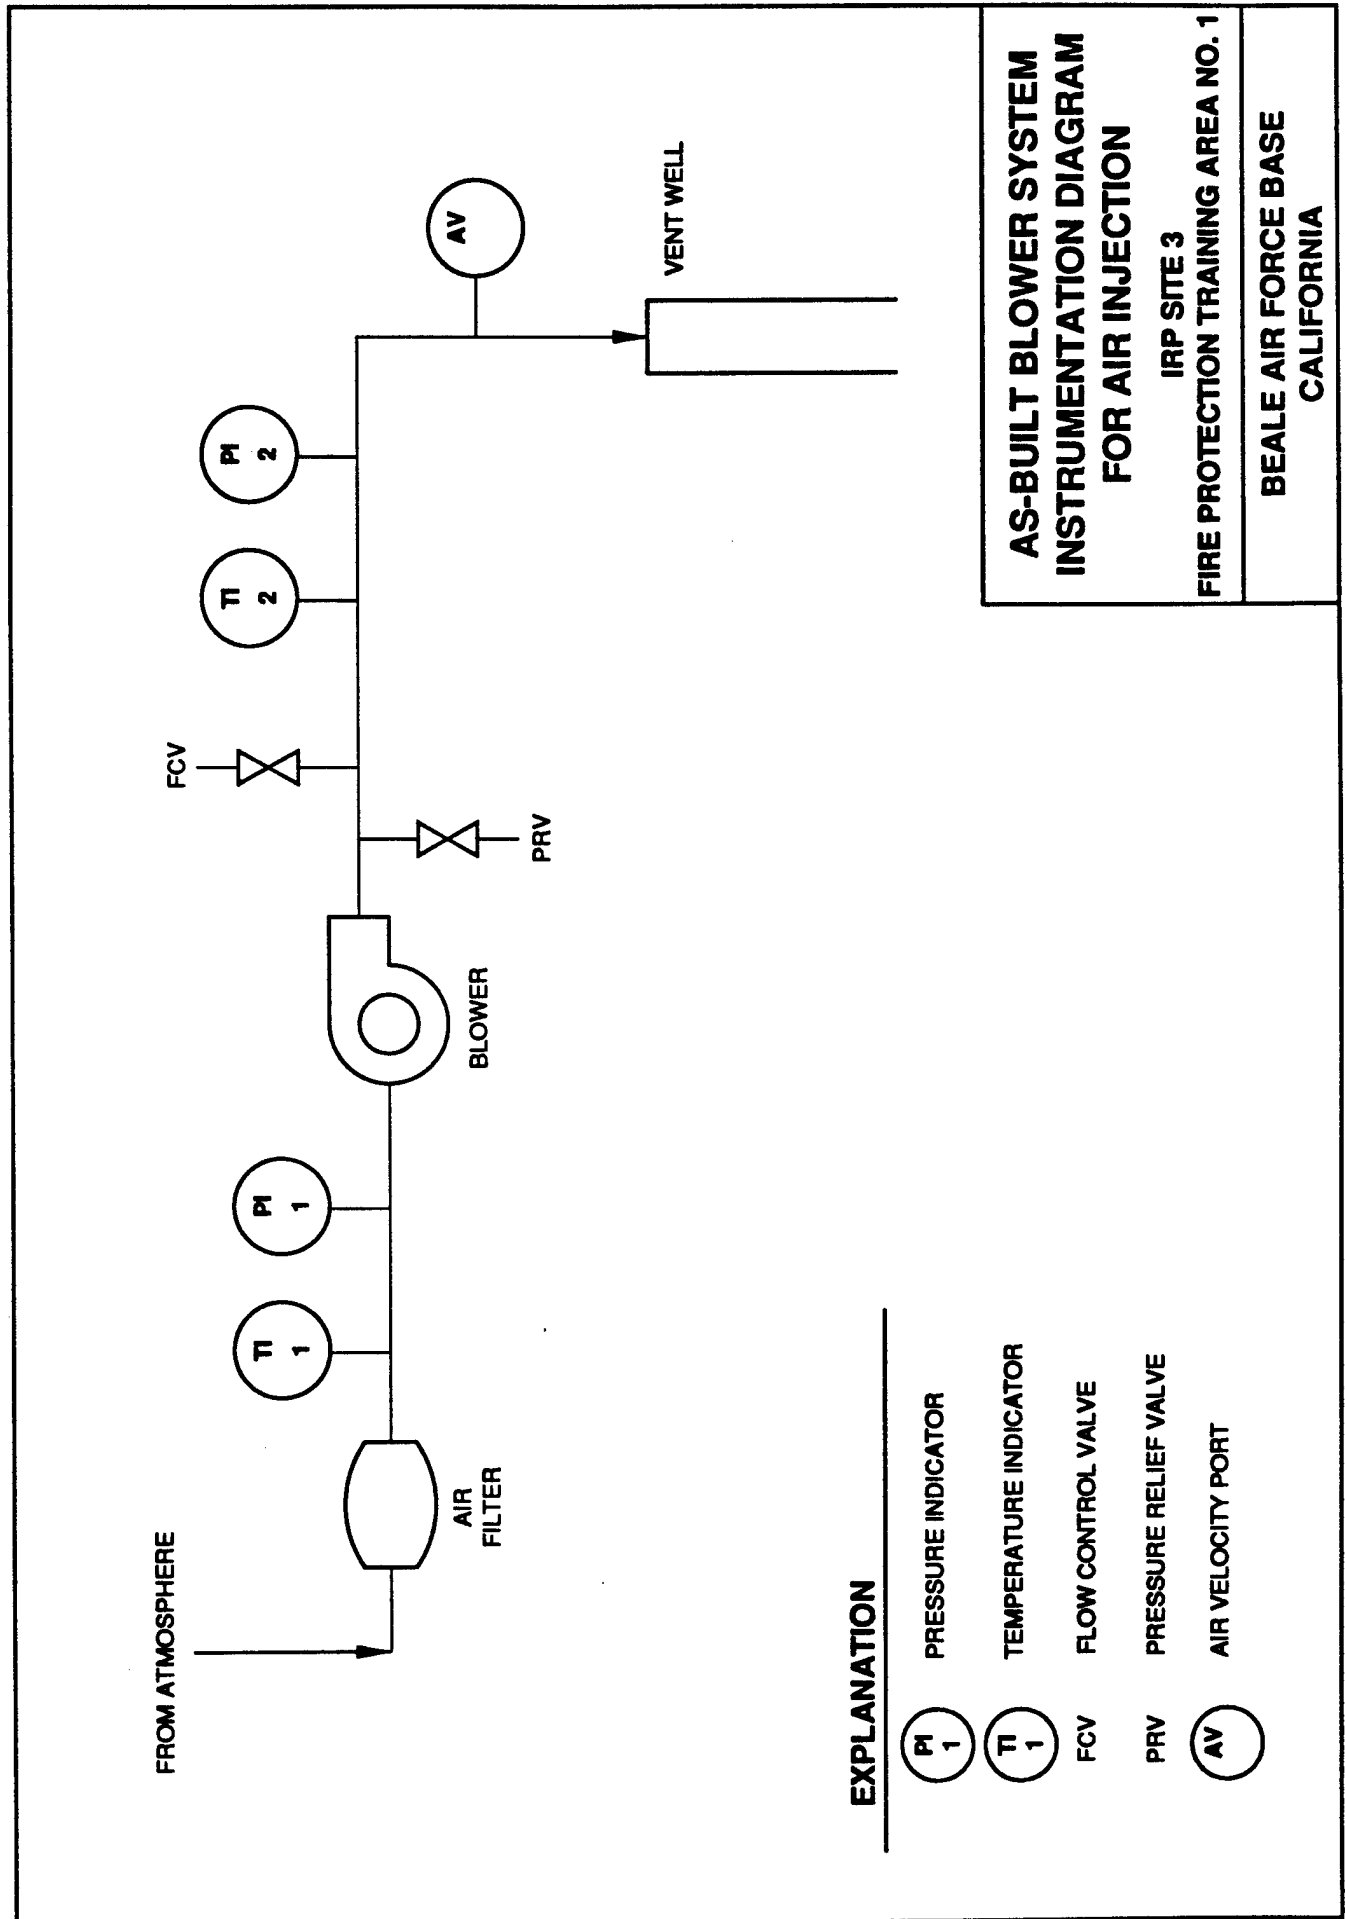 FROM ATMOSPHERE
AIR
FILTER
TI
1
PI
1
BLOWER
PRV
FCV
TI
2
PI
2
AV
VENT WELL
EXPLANATION
PI
1
PRESSURE INDICATOR
TI
1
TEMPERATURE INDICATOR
FCV FLOW CONTROL VALVE
PRV PRESSURE RELIEF VALVE
AV AIR VELOCITY PORT
AS-BUILT BLOWER SYSTEM
INSTRUMENTATION DIAGRAM
FOR AIR INJECTION
IRP SITE 3
FIRE PROTECTION TRAINING AREA NO. 1
BEALE AIR FORCE BASE
CALIFORNIA